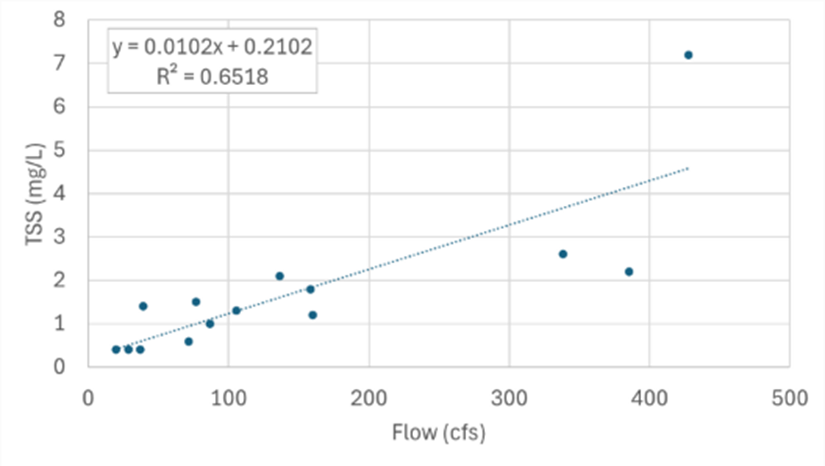 8
y = 0.0102x + 0.2102
R² = 0.6518
7
6
5
4
3
2
1
0
TSS (mg/L)
0 100 200 300 400 500
Flow (cfs)